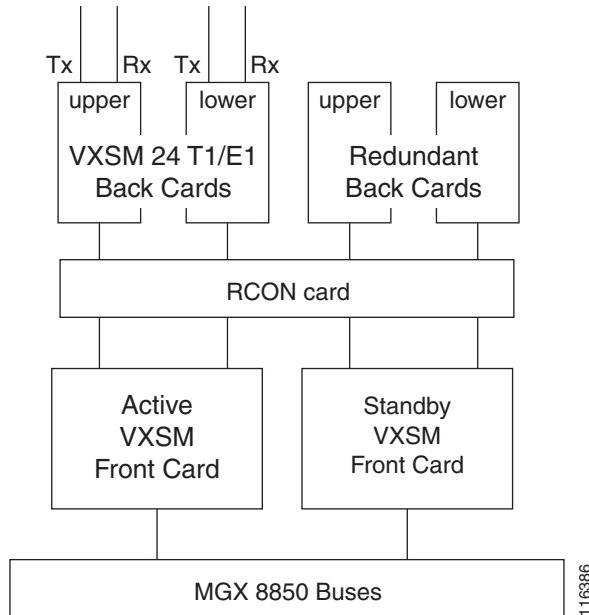 Tx Rx Tx Rx
upper lower upper lower
VXSM 24 T1/E1
Back Cards
Redundant
Back Cards
RCON card
Active
VXSM
Front Card
Standby
VXSM
Front Card
MGX 8850 Buses
116386